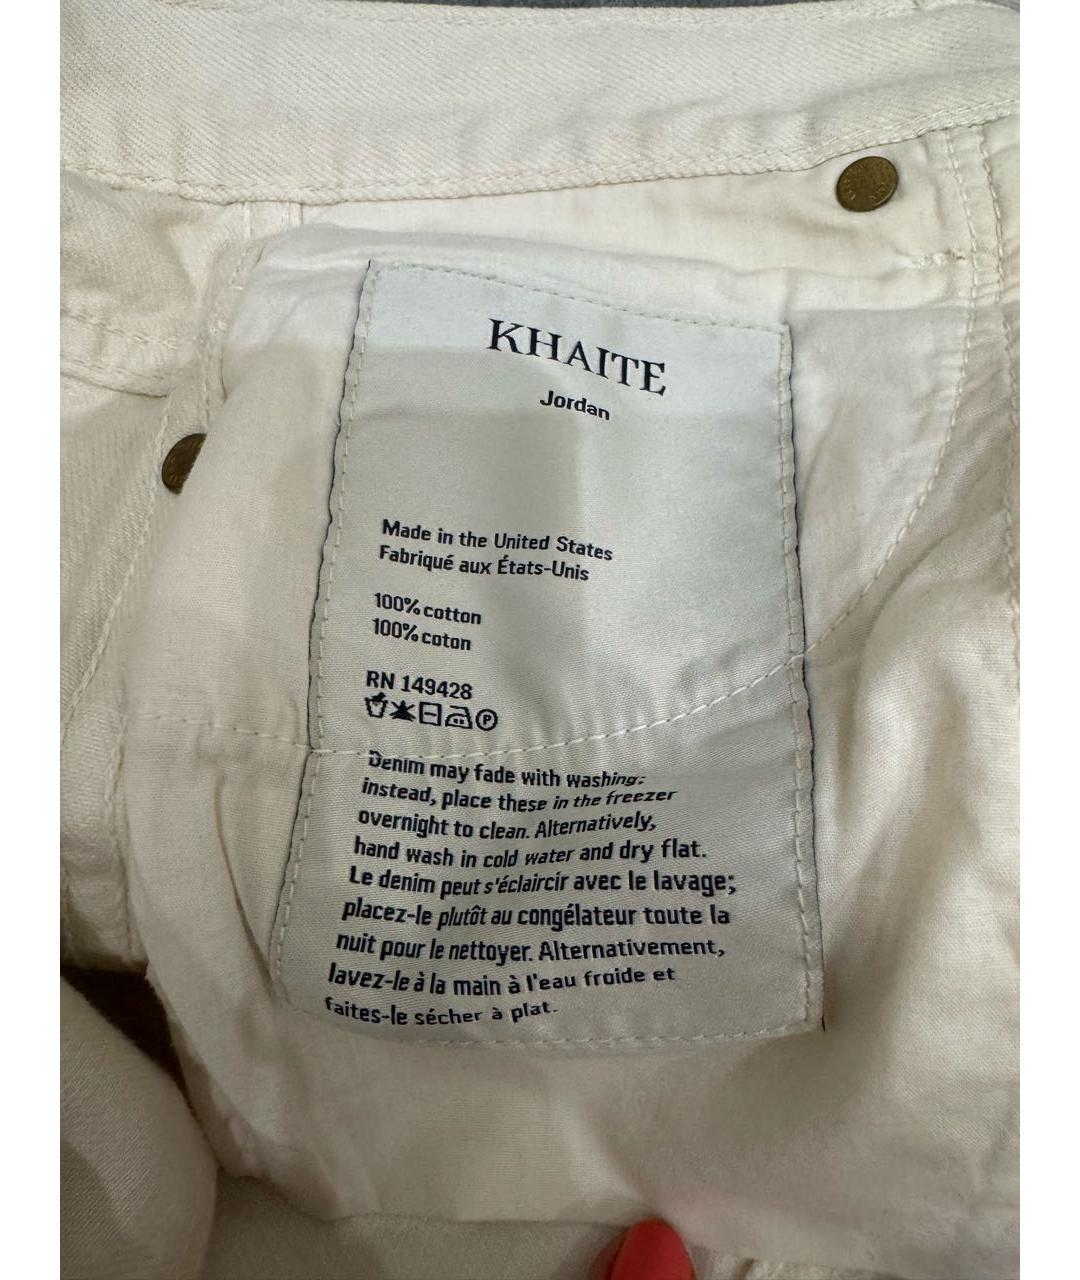 KHAITE
Jordan
Made in the United States
Fabriqué aux États-Unis
100% cotton
100% coton
RN 149428
P
Denim may fade with washing;
instead, place these in the freezer
overnight to clean. Alternatively,
hand wash in cold water and dry flat.
Le denim peut s'éclaircir avec le lavage;
placez-le plutôt au congélateur toute la
nuit pour le nettoyer. Alternativement,
lavez-le à la main à l'eau froide et
faites-le sécher à plat.